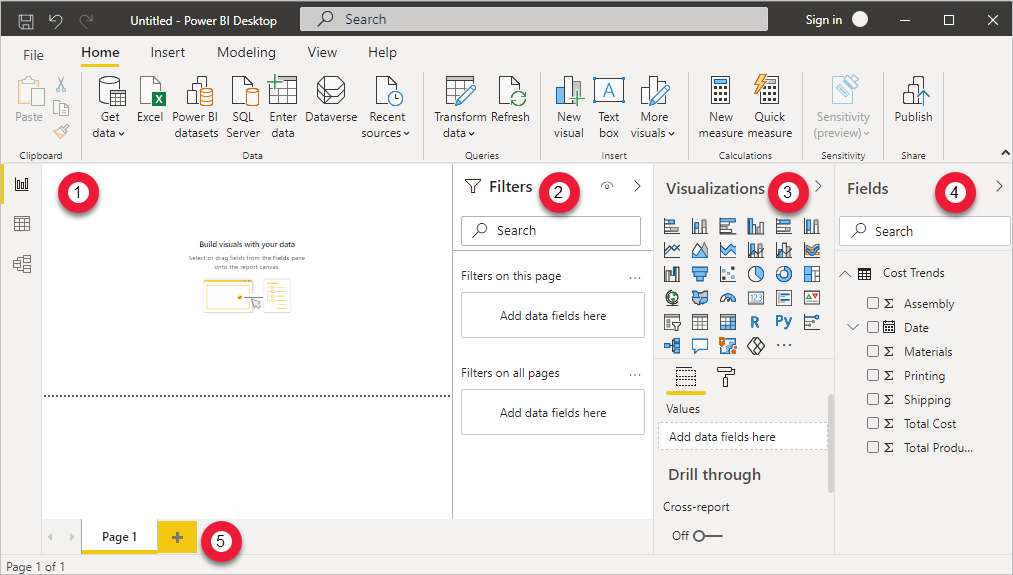 Untitled - Power BI Desktop
Search
Sign in
File
Home
Insert
Modeling
View
Help
Paste
Get
data
Excel
Power BI
datasets
SQL
Server
Enter
data
Dataverse
Recent
sources
Transform
data
Refresh
New
visual
Text
box
More
visuals
New
measure
Quick
measure
Sensitivity
(preview)
Publish
Clipboard
Data
Queries
Insert
Calculations
Sensitivity
Share
1
Build visuals with your data
Select or drag fields from the Fields pane
onto the report canvas.
Filters
2
Search
Filters on this page
...
Add data fields here
Filters on all pages
...
Add data fields here
Visualizations
3
123
R
Py
...
Values
Add data fields here
Drill through
Cross-report
Off
Fields
4
Search
Cost Trends
Σ Assembly
Date
Σ Materials
Σ Printing
Σ Shipping
Σ Total Cost
Σ Total Produ...
Page 1
+
5
Page 1 of 1